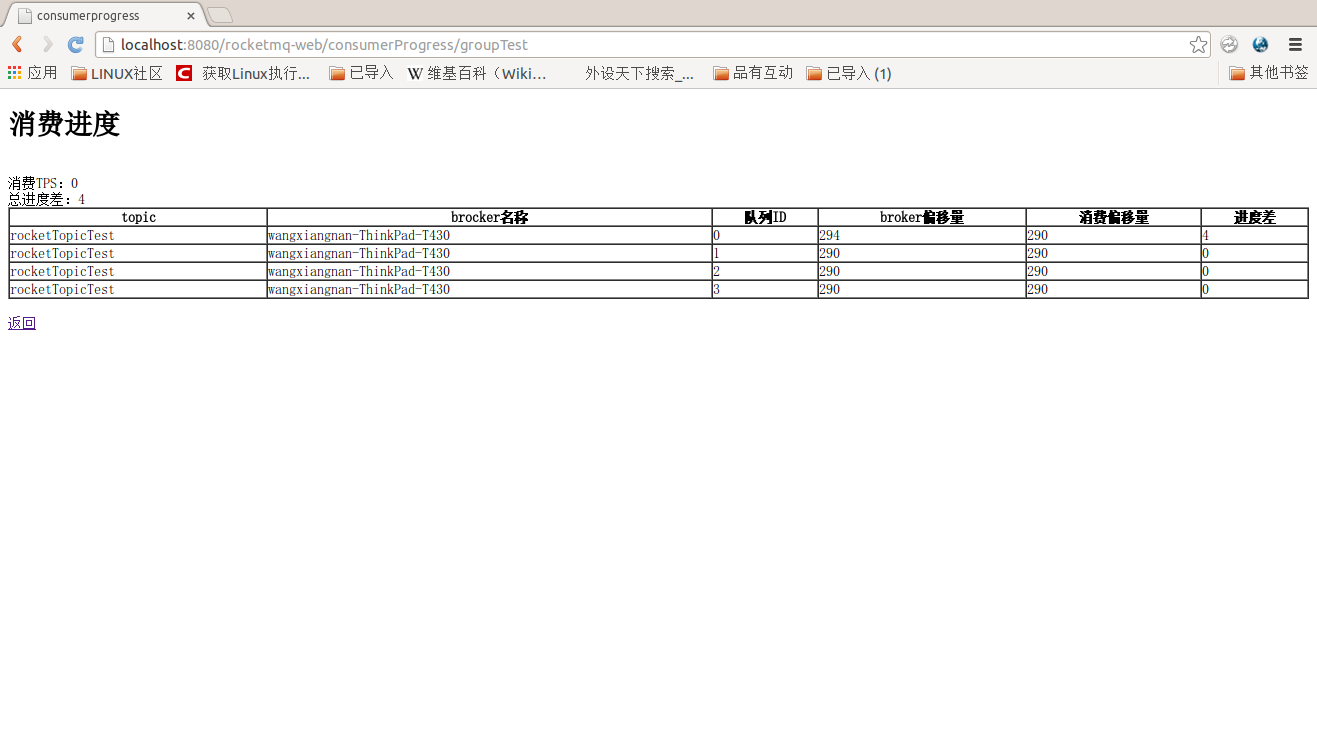 consumerprogress
localhost:8080/rocketmq-web/consumerProgress/groupTest
应用 LINUX社区 获取Linux执行... 已导入 W 维基百科（Wiki... 外设天下搜索_... 品有互动 已导入 (1) 其他书签
消费进度
消费TPS：0
总进度差：4
topic brocker名称 队列ID broker偏移量 消费偏移量 进度差
rocketTopicTest wangxiangnan-ThinkPad-T430 0 294 290 4
rocketTopicTest wangxiangnan-ThinkPad-T430 1 290 290 0
rocketTopicTest wangxiangnan-ThinkPad-T430 2 290 290 0
rocketTopicTest wangxiangnan-ThinkPad-T430 3 290 290 0
返回